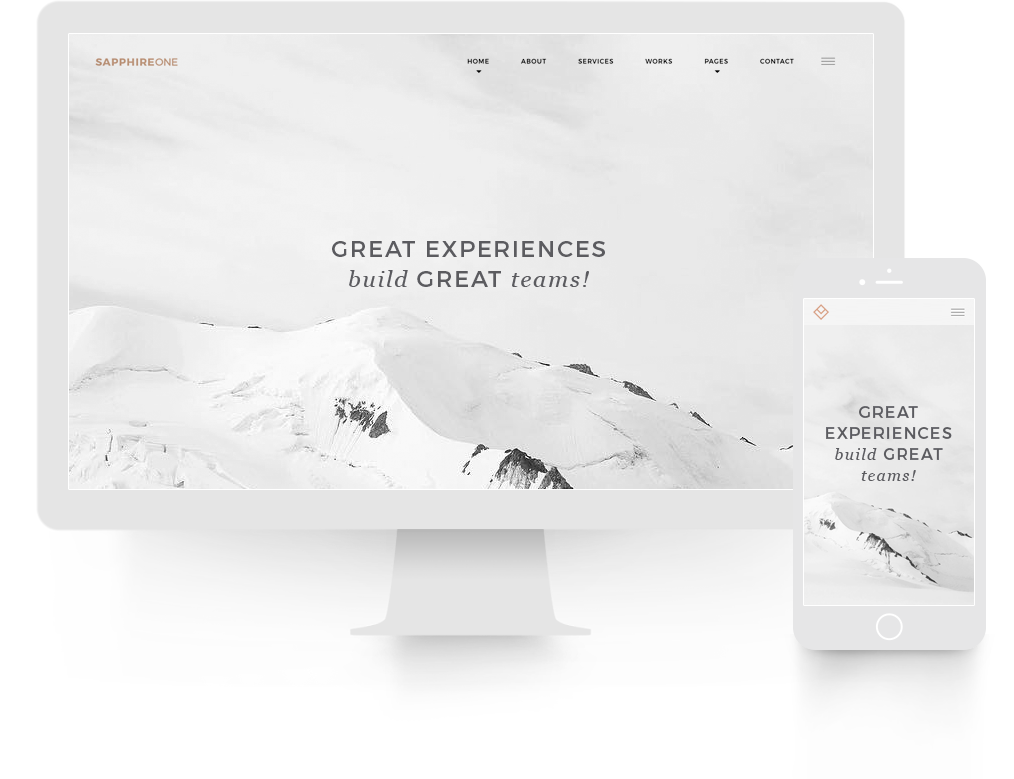 SAPPHIREONE
HOME ABOUT SERVICES WORKS PAGES CONTACT
GREAT EXPERIENCES
build GREAT teams!
GREAT
EXPERIENCES
build GREAT
teams!